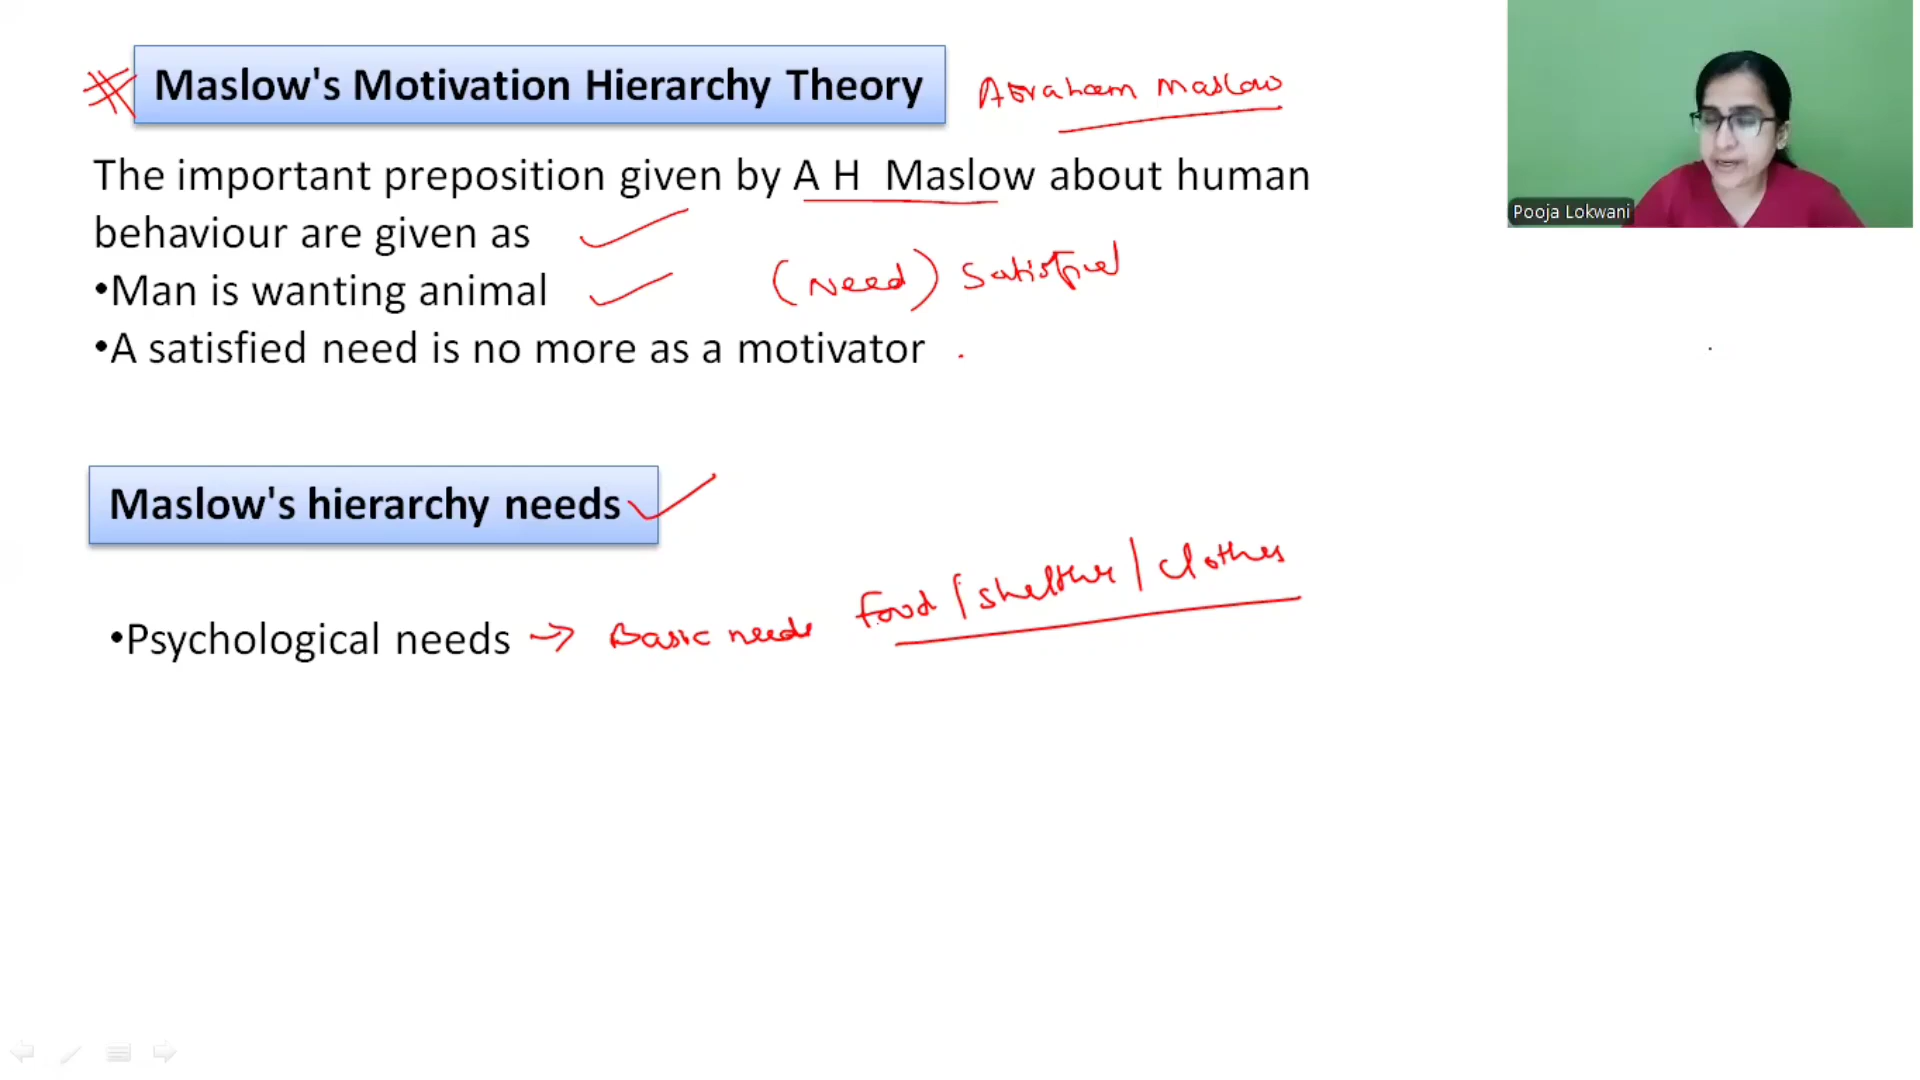 Maslow's Motivation Hierarchy Theory
Abraham Maslow
The important preposition given by A H Maslow about human
behaviour are given as
•Man is wanting animal
(Need) Satisfied
•A satisfied need is no more as a motivator
Pooja Lokwani
Maslow's hierarchy needs
•Psychological needs → Basic needs Food / Shelther / Clothes